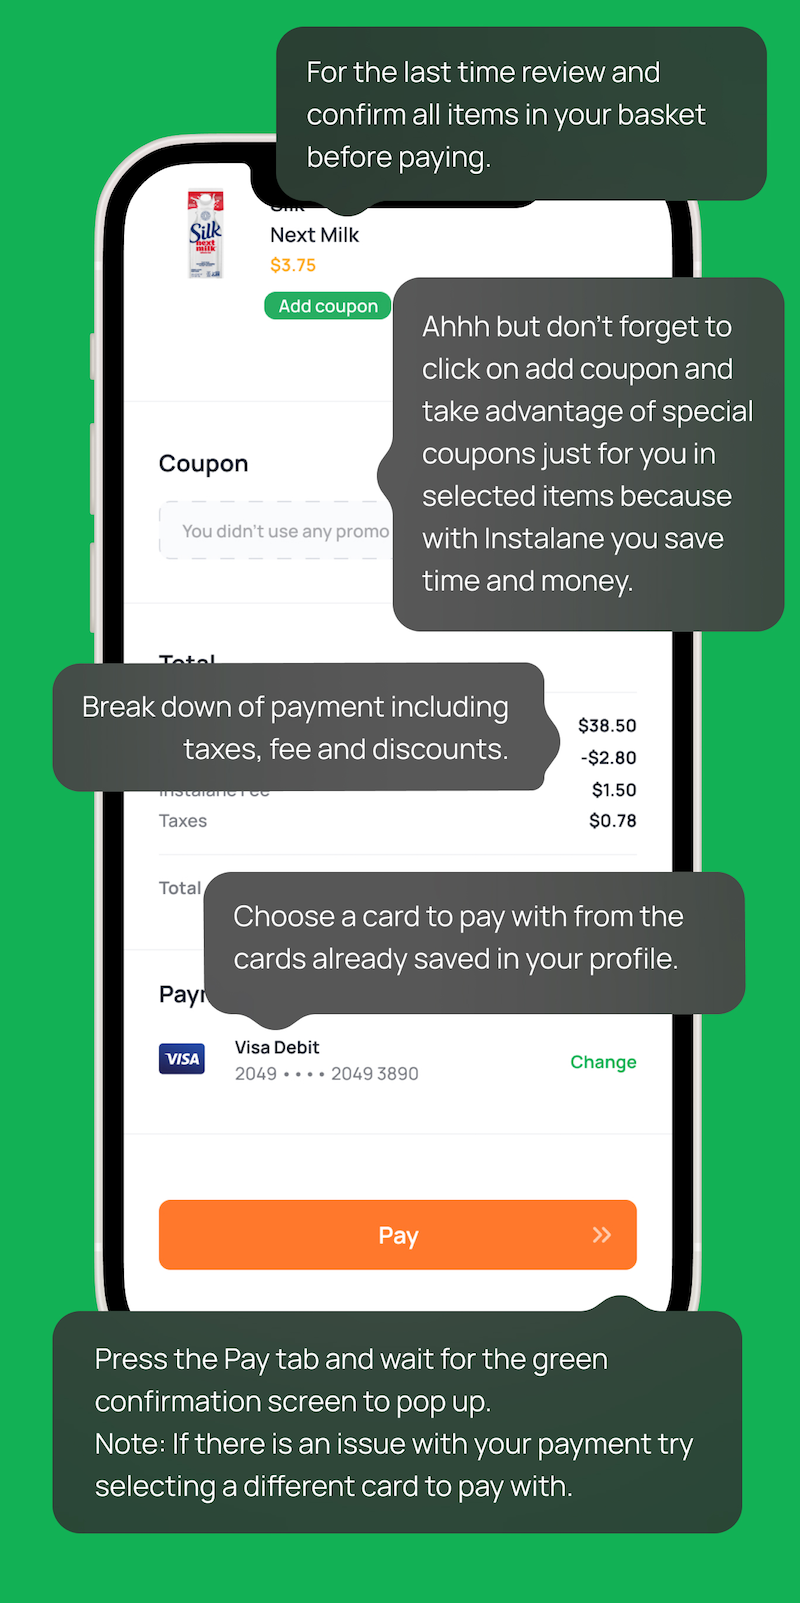 For the last time review and
confirm all items in your basket
before paying.
Silk
Next Milk
$3.75
Add coupon
Silk
next
milk
Ahhh but don't forget to
click on add coupon and
take advantage of special
coupons just for you in
selected items because
with Instalane you save
time and money.
Coupon
You didn't use any promo
Total
Break down of payment including
taxes, fee and discounts.
$38.50
-$2.80
Instalane Fee $1.50
Taxes $0.78
Total
Choose a card to pay with from the
cards already saved in your profile.
Paym
VISA
Visa Debit
2049 •••• 2049 3890
Change
Pay
Press the Pay tab and wait for the green
confirmation screen to pop up.
Note: If there is an issue with your payment try
selecting a different card to pay with.